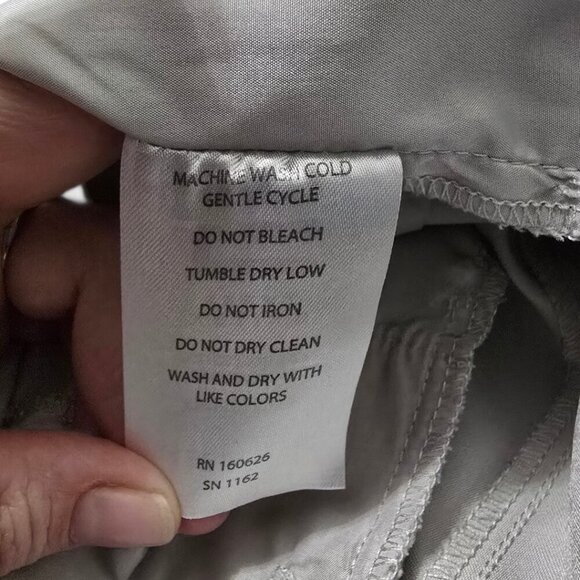 MACHINE WASH COLD
GENTLE CYCLE
DO NOT BLEACH
TUMBLE DRY LOW
DO NOT IRON
DO NOT DRY CLEAN
WASH AND DRY WITH
LIKE COLORS
RN 160626
SN 1162